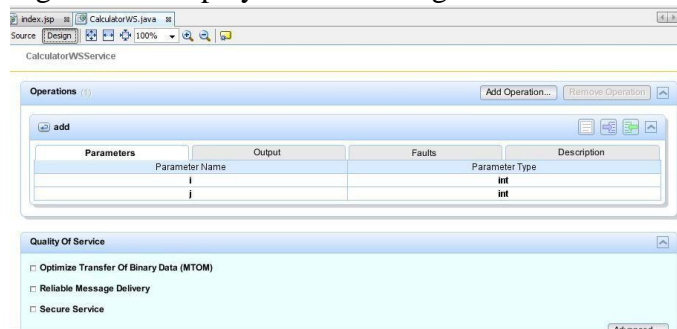 index.jsp CalculatorWS.java
Source Design 100%
CalculatorWSService
Operations (1) Add Operation... Remove Operation
add
Parameters Output Faults Description
Parameter Name Parameter Type
i int
j int
Quality Of Service
Optimize Transfer Of Binary Data (MTOM)
Reliable Message Delivery
Secure Service